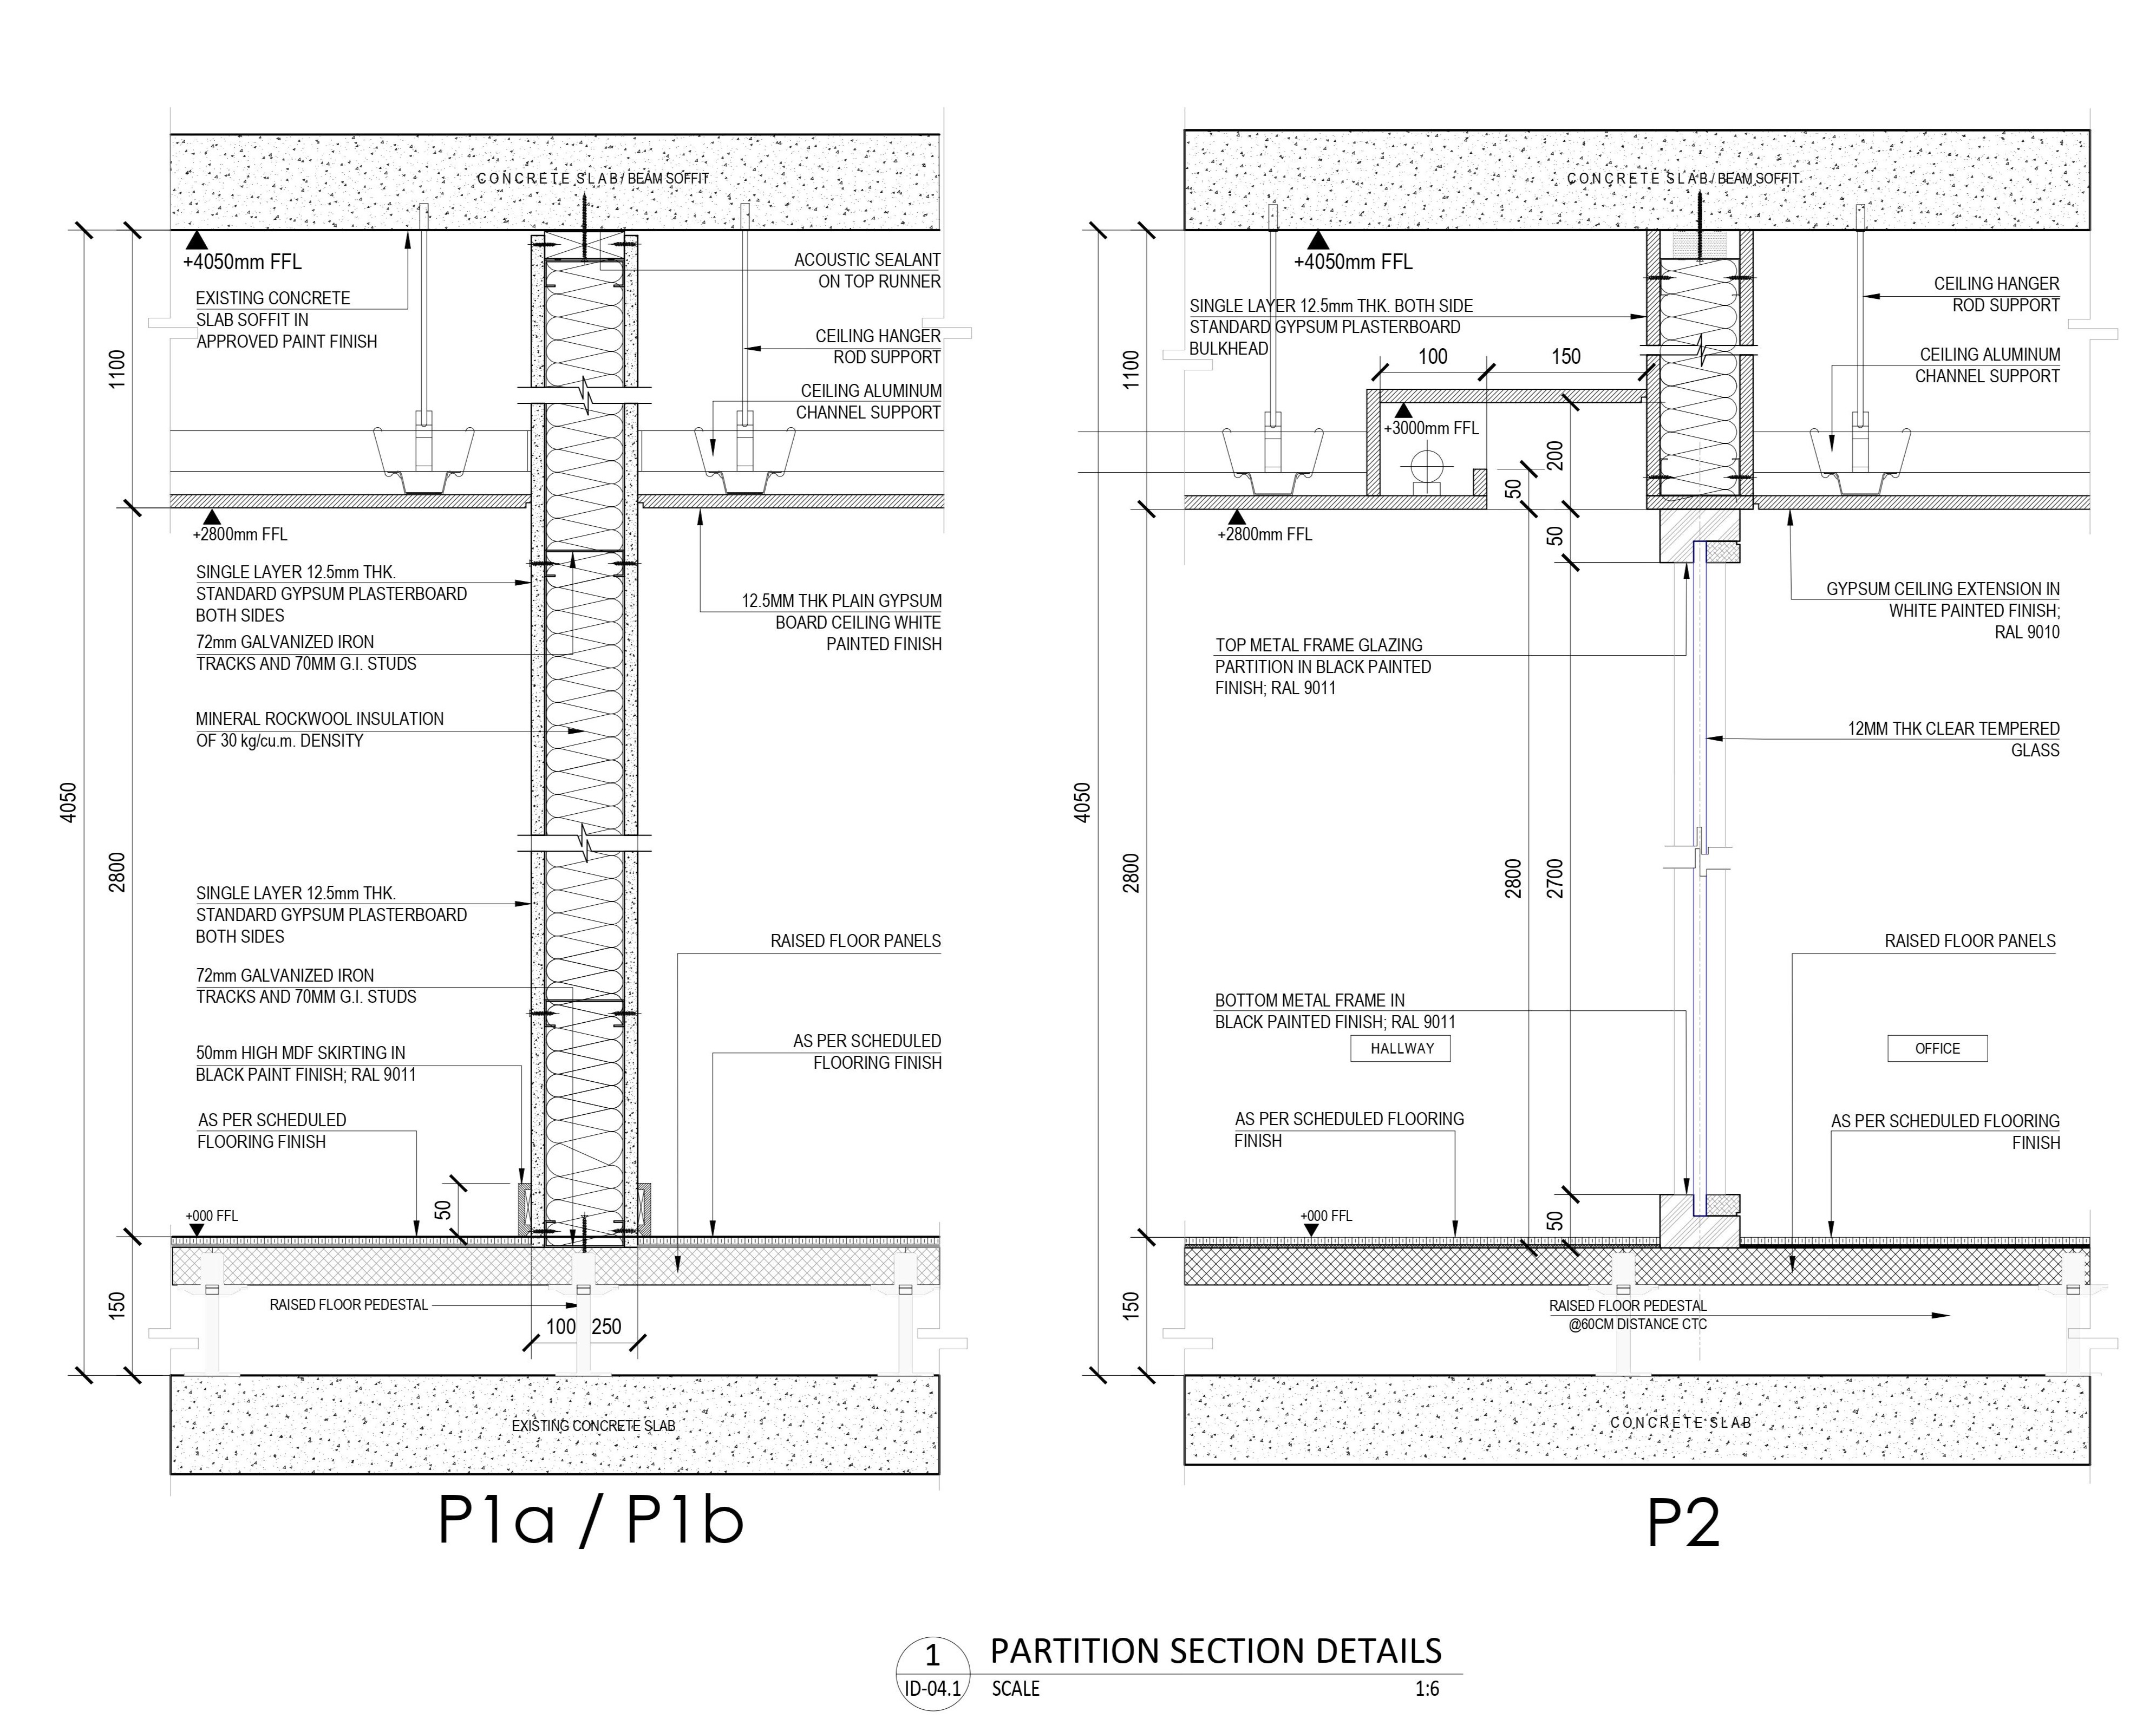 CONCRETE SLAB / BEAM SOFFIT
+4050mm FFL
EXISTING CONCRETE
SLAB SOFFIT IN
APPROVED PAINT FINISH
ACOUSTIC SEALANT
ON TOP RUNNER
CEILING HANGER
ROD SUPPORT
CEILING ALUMINUM
CHANNEL SUPPORT
1100
+2800mm FFL
SINGLE LAYER 12.5mm THK.
STANDARD GYPSUM PLASTERBOARD
BOTH SIDES
72mm GALVANIZED IRON
TRACKS AND 70MM G.I. STUDS
12.5MM THK PLAIN GYPSUM
BOARD CEILING WHITE
PAINTED FINISH
MINERAL ROCKWOOL INSULATION
OF 30 kg/cu.m. DENSITY
4050
2800
SINGLE LAYER 12.5mm THK.
STANDARD GYPSUM PLASTERBOARD
BOTH SIDES
72mm GALVANIZED IRON
TRACKS AND 70MM G.I. STUDS
50mm HIGH MDF SKIRTING IN
BLACK PAINT FINISH; RAL 9011
AS PER SCHEDULED
FLOORING FINISH
RAISED FLOOR PANELS
AS PER SCHEDULED
FLOORING FINISH
50
+000 FFL
RAISED FLOOR PEDESTAL
150
100 250
EXISTING CONCRETE SLAB
P1a / P1b
CONCRETE SLAB / BEAM SOFFIT
+4050mm FFL
SINGLE LAYER 12.5mm THK. BOTH SIDE
STANDARD GYPSUM PLASTERBOARD
BULKHEAD
CEILING HANGER
ROD SUPPORT
CEILING ALUMINUM
CHANNEL SUPPORT
1100
100
150
+3000mm FFL
200
50
50
+2800mm FFL
GYPSUM CEILING EXTENSION IN
WHITE PAINTED FINISH;
RAL 9010
TOP METAL FRAME GLAZING
PARTITION IN BLACK PAINTED
FINISH; RAL 9011
12MM THK CLEAR TEMPERED
GLASS
4050
2800
2800
2700
RAISED FLOOR PANELS
BOTTOM METAL FRAME IN
BLACK PAINTED FINISH; RAL 9011
HALLWAY
OFFICE
AS PER SCHEDULED FLOORING
FINISH
AS PER SCHEDULED FLOORING
FINISH
+000 FFL
50
150
RAISED FLOOR PEDESTAL
@60CM DISTANCE CTC
CONCRETE SLAB
P2
1
ID-04.1
PARTITION SECTION DETAILS
SCALE 1:6